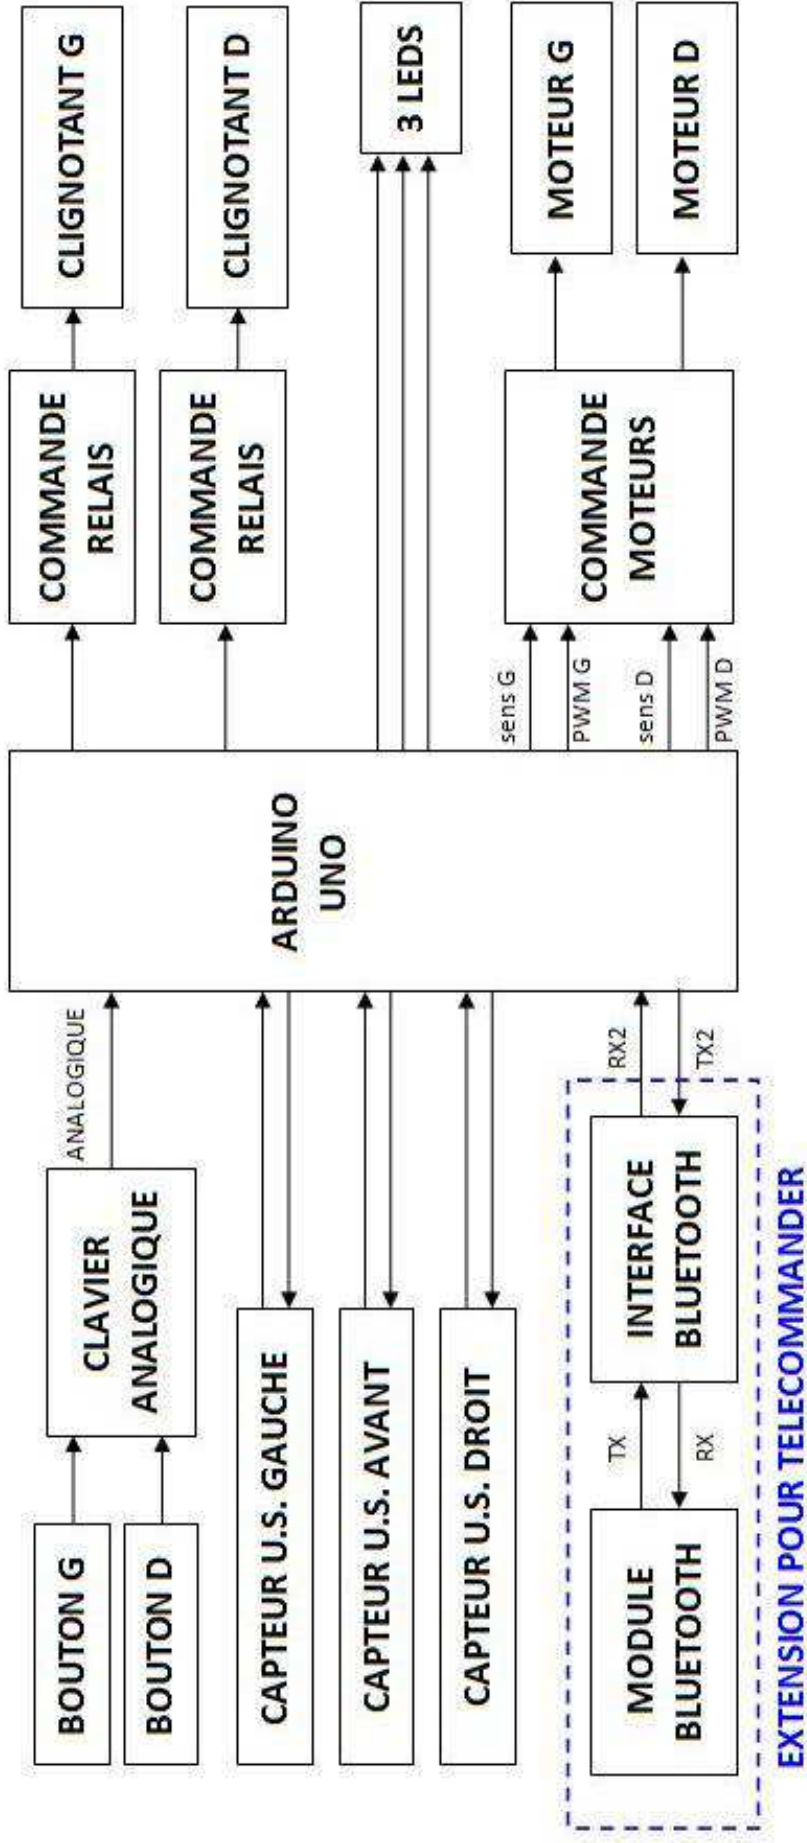 BOUTON G
BOUTON D
CLAVIER
ANALOGIQUE
ANALOGIQUE
CAPTEUR U.S. GAUCHE
CAPTEUR U.S. AVANT
CAPTEUR U.S. DROIT
MODULE
BLUETOOTH
TX
RX
INTERFACE
BLUETOOTH
RX2
TX2
EXTENSION POUR TELECOMMANDER
ARDUINO
UNO
COMMANDE
RELAIS
CLIGNOTANT G
COMMANDE
RELAIS
CLIGNOTANT D
3 LEDS
sens G
PWM G
sens D
PWM D
COMMANDE
MOTEURS
MOTEUR G
MOTEUR D